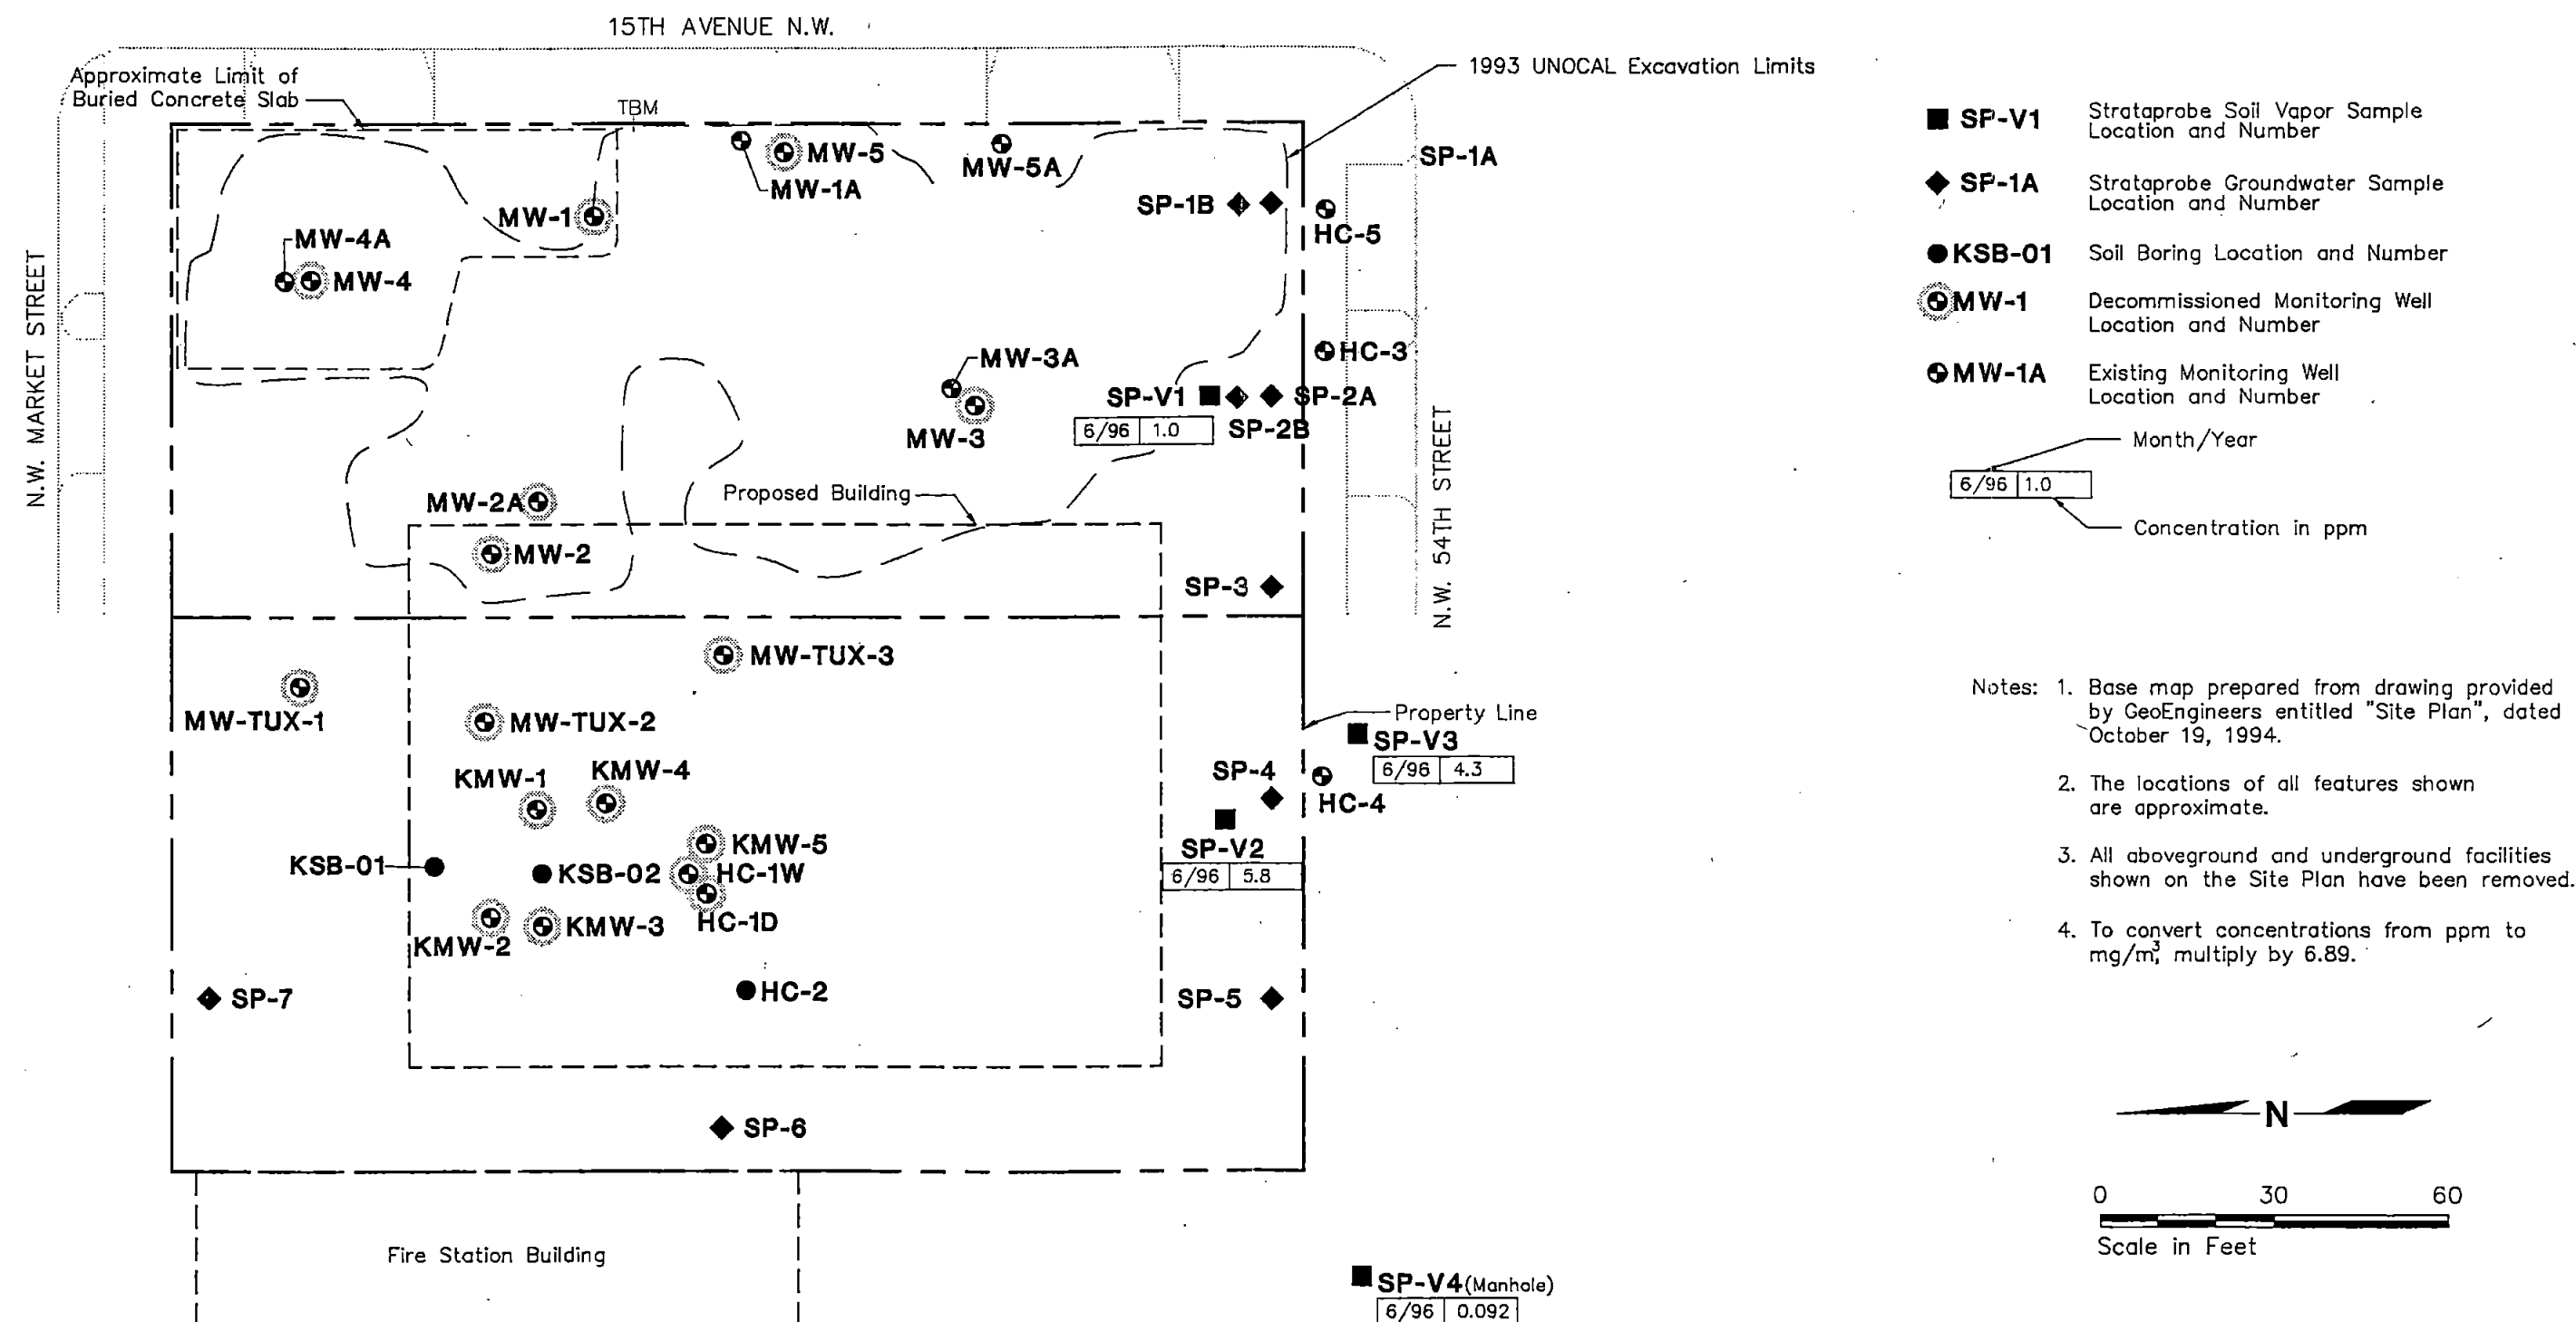 15TH AVENUE N.W.
Approximate Limit of
Buried Concrete Slab
TBM
1993 UNOCAL Excavation Limits
N.W. MARKET STREET
N.W. 54TH STREET
MW-5
MW-1A
MW-5A
SP-1A
SP-1B
HC-5
MW-1
MW-4A
MW-4
HC-3
MW-3A
MW-3
SP-V1
SP-2A
SP-2B
6/96 1.0
MW-2A
Proposed Building
MW-2
SP-3
MW-TUX-3
MW-TUX-1
MW-TUX-2
Property Line
SP-V3
6/96 4.3
KMW-1
KMW-4
SP-4
HC-4
KMW-5
SP-V2
6/96 5.8
KSB-01
KSB-02
HC-1W
HC-1D
KMW-2
KMW-3
SP-7
HC-2
SP-5
SP-6
Fire Station Building
SP-V4(Manhole)
6/96 0.092
SP-V1 Strataprobe Soil Vapor Sample
Location and Number
SP-1A Strataprobe Groundwater Sample
Location and Number
KSB-01 Soil Boring Location and Number
MW-1 Decommissioned Monitoring Well
Location and Number
MW-1A Existing Monitoring Well
Location and Number
Month/Year
6/96 1.0
Concentration in ppm
Notes: 1. Base map prepared from drawing provided
by GeoEngineers entitled "Site Plan", dated
October 19, 1994.
2. The locations of all features shown
are approximate.
3. All aboveground and underground facilities
shown on the Site Plan have been removed.
4. To convert concentrations from ppm to
mg/m³, multiply by 6.89.
N
0 30 60
Scale in Feet